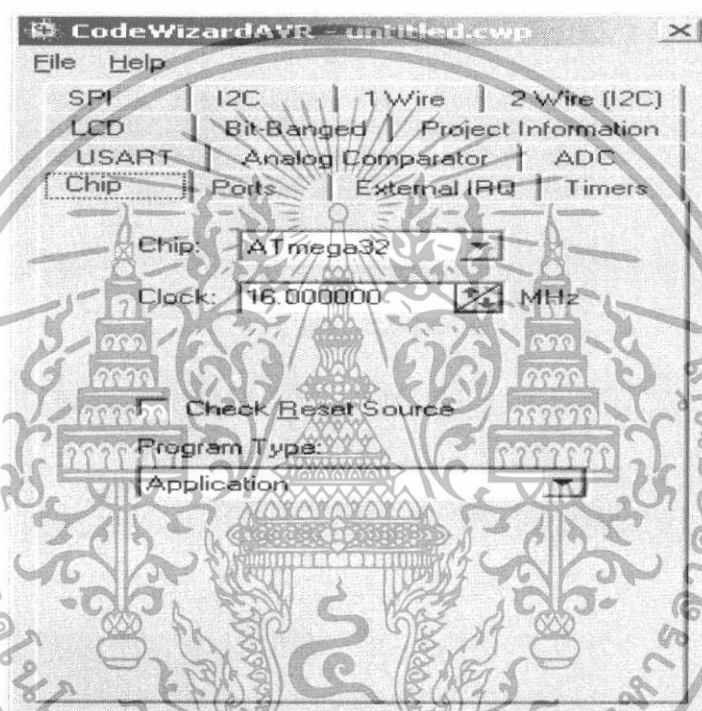 CodeWizardAVR - untitled.cwp
File Help
SPI I2C 1 Wire 2 Wire (I2C)
LCD Bit-Banged Project Information
USART Analog Comparator ADC
Chip Ports External IRQ Timers
Chip: ATmega32
Clock: 16.000000 MHz
Check Reset Source
Program Type:
Application